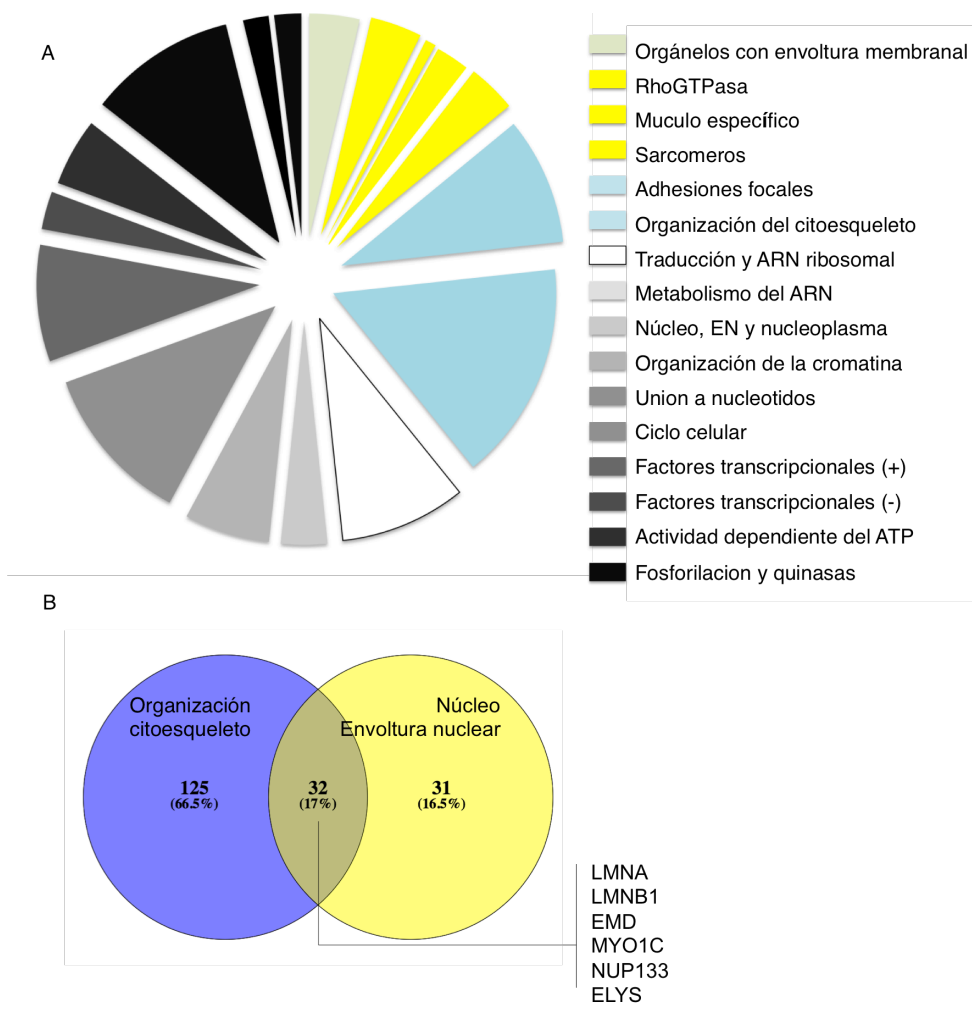 A
Orgánelos con envoltura membranal
RhoGTPasa
Muculo específico
Sarcomeros
Adhesiones focales
Organización del citoesqueleto
Traducción y ARN ribosomal
Metabolismo del ARN
Núcleo, EN y nucleoplasma
Organización de la cromatina
Union a nucleotidos
Ciclo celular
Factores transcripcionales (+)
Factores transcripcionales (-)
Actividad dependiente del ATP
Fosforilacion y quinasas
B
Organización
citoesqueleto
Núcleo
Envoltura nuclear
125
(66.5%)
32
(17%)
31
(16.5%)
LMNA
LMNB1
EMD
MYO1C
NUP133
ELYS